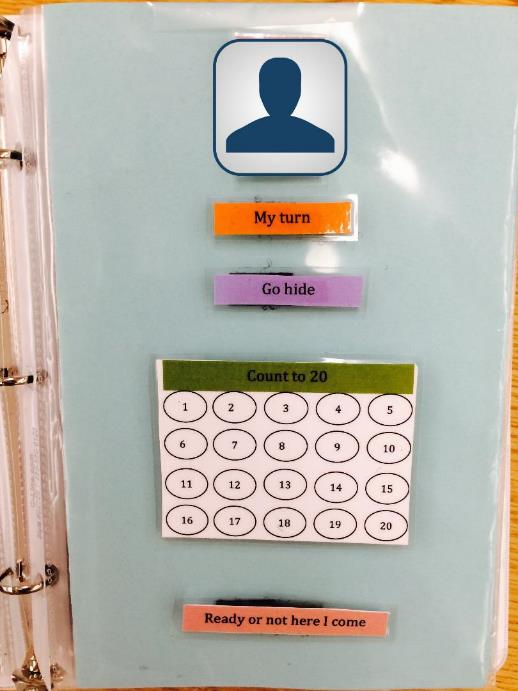 My turn
Go hide
Count to 20
1 2 3 4 5
6 7 8 9 10
11 12 13 14 15
16 17 18 19 20
Ready or not here I come